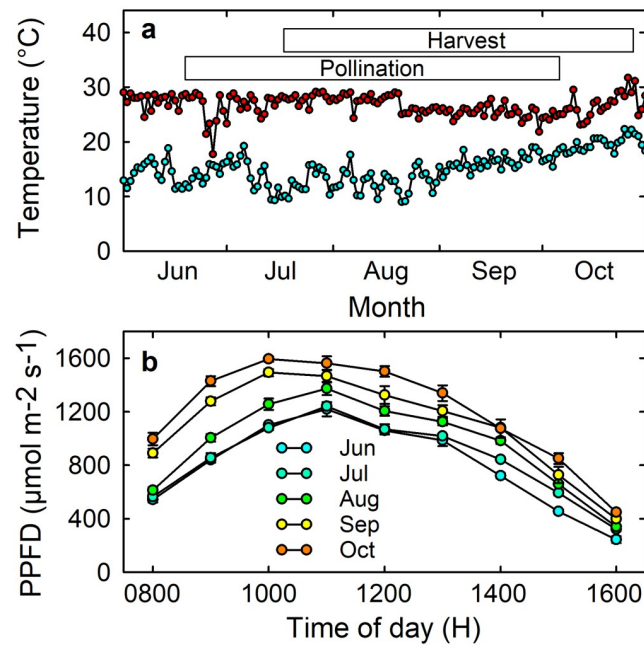 a
40
30
20
10
0
Temperature (°C)
Harvest
Pollination
Jun Jul Aug Sep Oct
Month
b
1600
1200
800
400
0
PPFD (µmol m-2 s-1)
Jun
Jul
Aug
Sep
Oct
0800 1000 1200 1400 1600
Time of day (H)